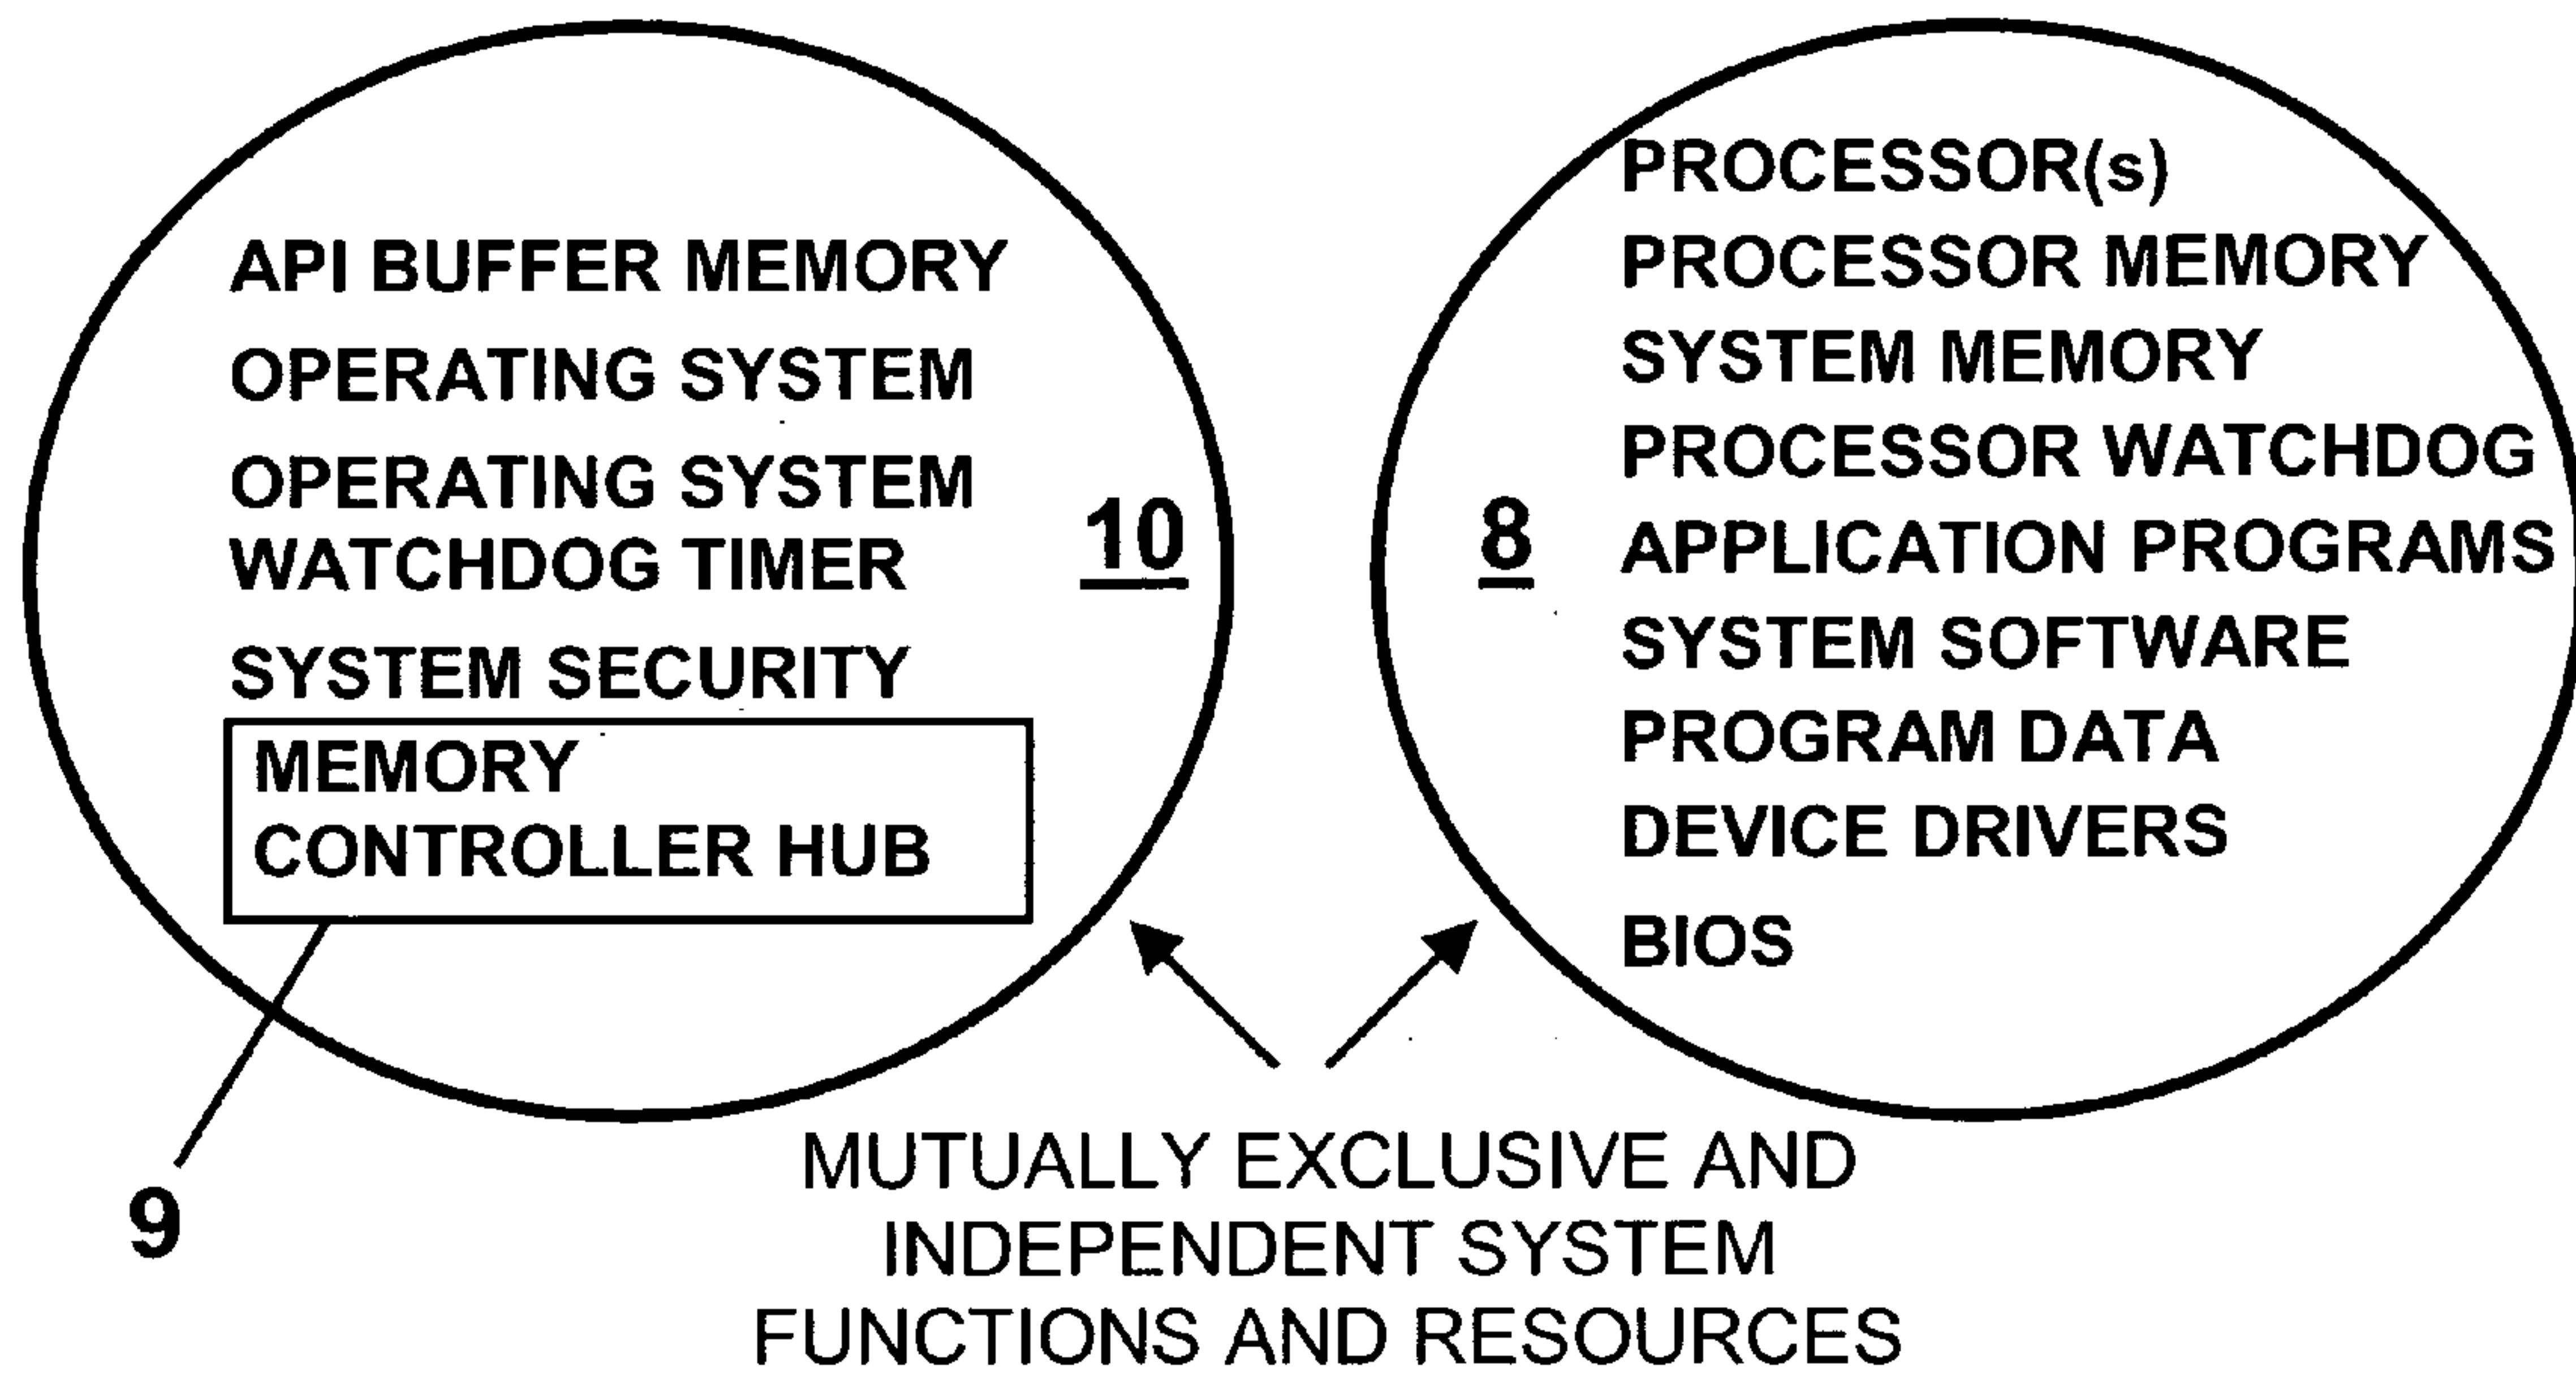 API BUFFER MEMORY
OPERATING SYSTEM
OPERATING SYSTEM
WATCHDOG TIMER
SYSTEM SECURITY
MEMORY
CONTROLLER HUB
10
9
8
PROCESSOR(s)
PROCESSOR MEMORY
SYSTEM MEMORY
PROCESSOR WATCHDOG
APPLICATION PROGRAMS
SYSTEM SOFTWARE
PROGRAM DATA
DEVICE DRIVERS
BIOS
MUTUALLY EXCLUSIVE AND
INDEPENDENT SYSTEM
FUNCTIONS AND RESOURCES